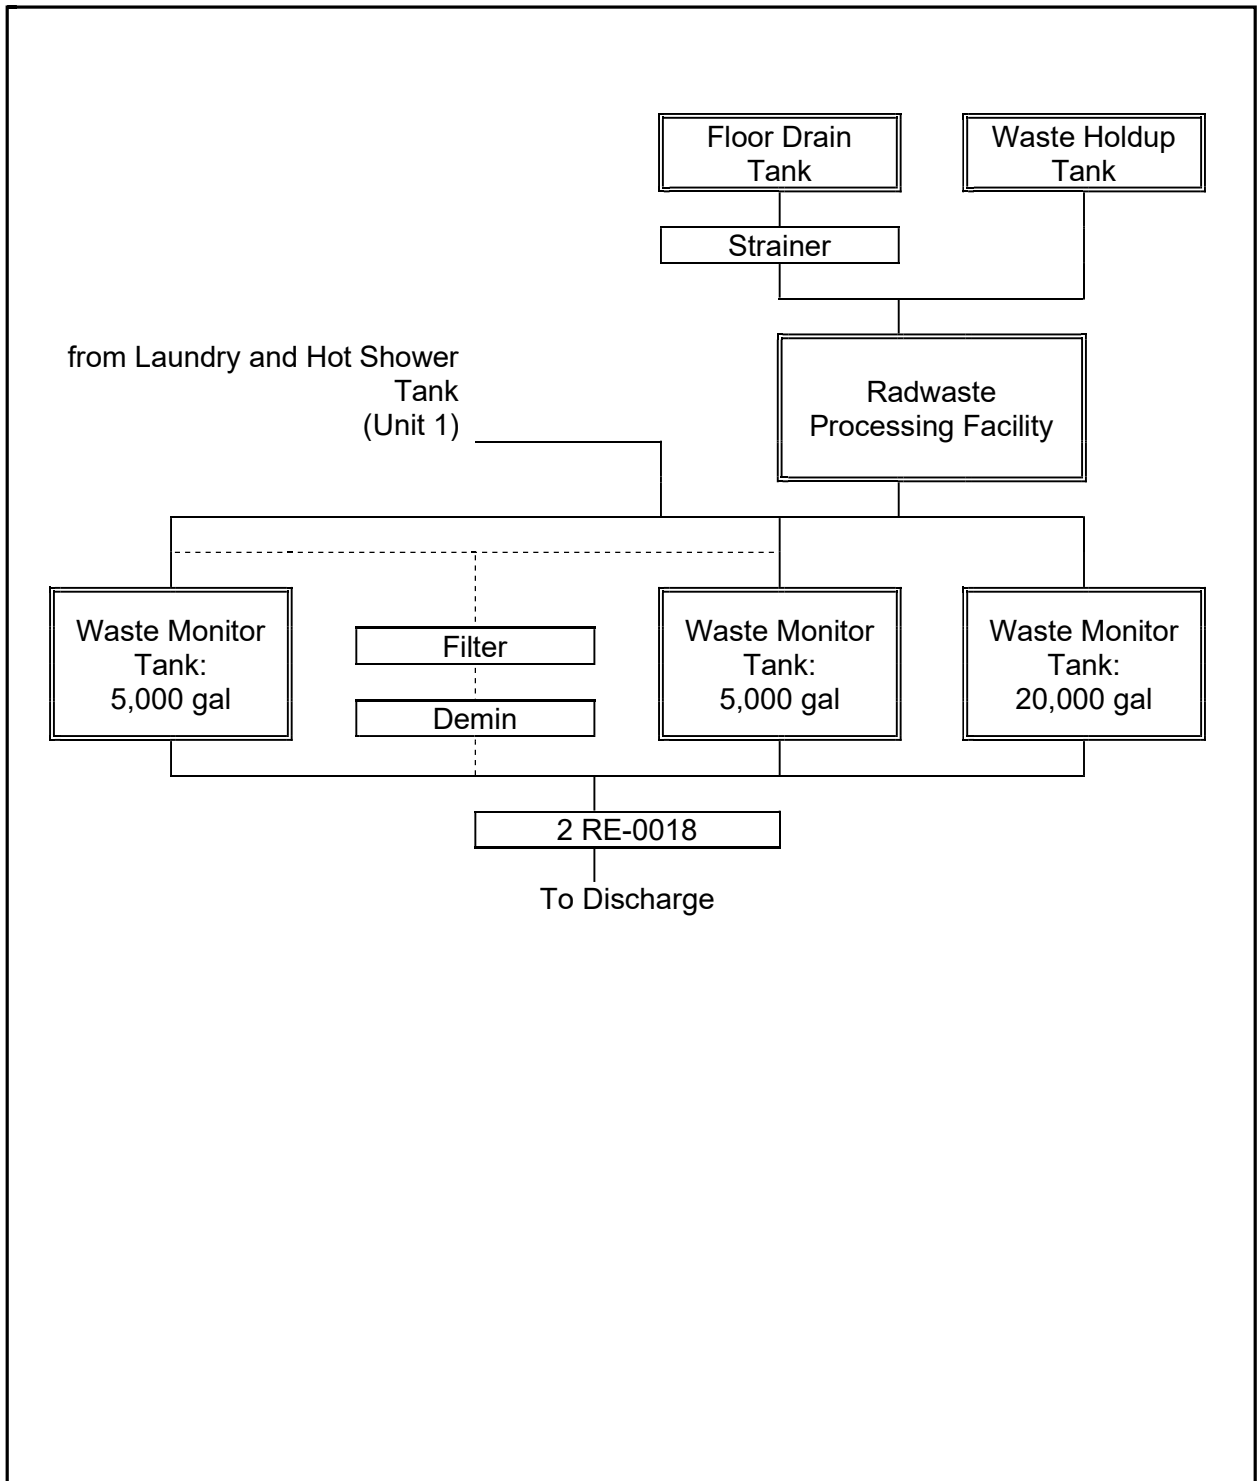 Floor Drain
Tank
Waste Holdup
Tank
Strainer
from Laundry and Hot Shower
Tank
(Unit 1)
Radwaste
Processing Facility
Waste Monitor
Tank:
5,000 gal
Filter
Demin
Waste Monitor
Tank:
5,000 gal
Waste Monitor
Tank:
20,000 gal
2 RE-0018
To Discharge